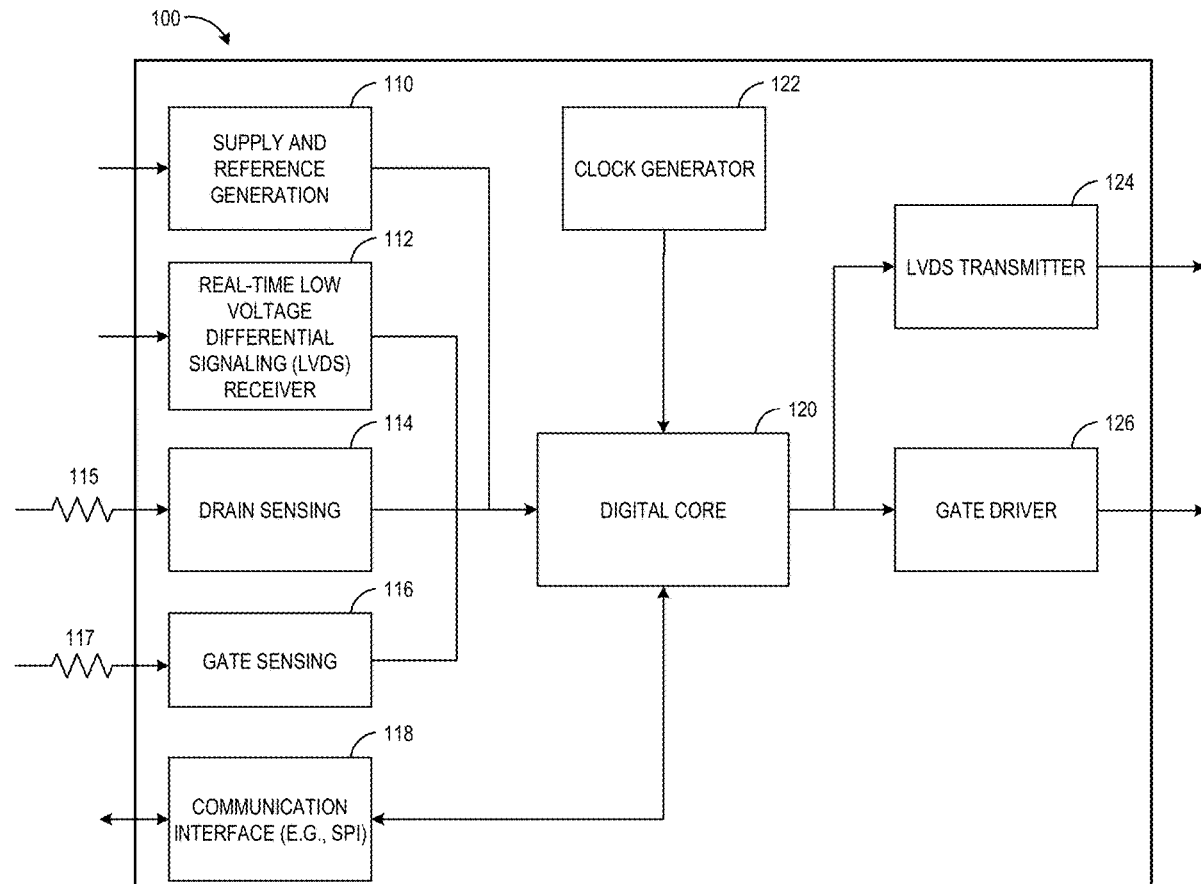 100
110
SUPPLY AND
REFERENCE
GENERATION
122
CLOCK GENERATOR
124
LVDS TRANSMITTER
112
REAL-TIME LOW
VOLTAGE
DIFFERENTIAL
SIGNALING (LVDS)
RECEIVER
114
115
DRAIN SENSING
120
DIGITAL CORE
126
GATE DRIVER
116
117
GATE SENSING
118
COMMUNICATION
INTERFACE (E.G., SPI)